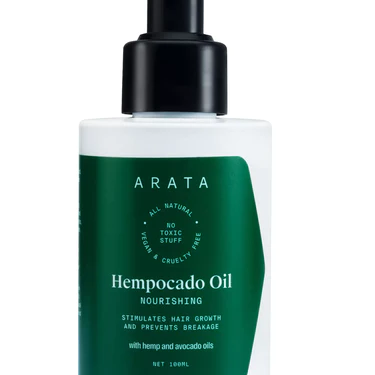 ARATA
ALL NATURAL
VEGAN & CRUELTY FREE
NO
TOXIC
STUFF
Hempocado Oil
NOURISHING
STIMULATES HAIR GROWTH
AND PREVENTS BREAKAGE
with hemp and avocado oils
NET 100ML